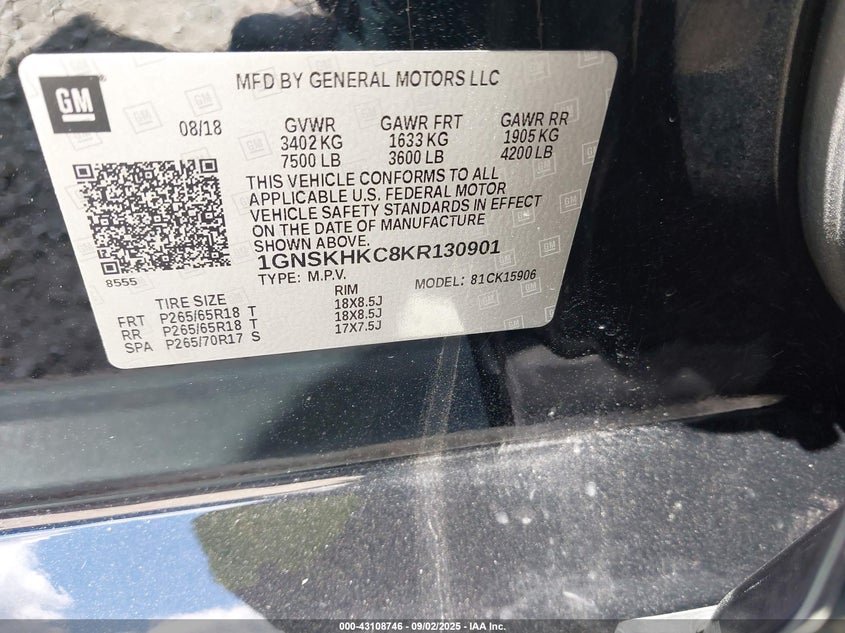 GM
MFD BY GENERAL MOTORS LLC
08/18
GVWR GAWR FRT GAWR RR
3402 KG 1633 KG 1905 KG
7500 LB 3600 LB 4200 LB
THIS VEHICLE CONFORMS TO ALL
APPLICABLE U.S. FEDERAL MOTOR
VEHICLE SAFETY STANDARDS IN EFFECT
ON THE DATE OF MANUFACTURE
SHOWN ABOVE.
1GNSKHKC8KR130901
8555
TYPE: M.P.V. MODEL: 81CK15906
TIRE SIZE RIM
FRT P265/65R18 T 18X8.5J
RR P265/65R18 T 18X8.5J
SPA P265/70R17 S 17X7.5J
000-43108746 - 09/02/2025 - IAA Inc.